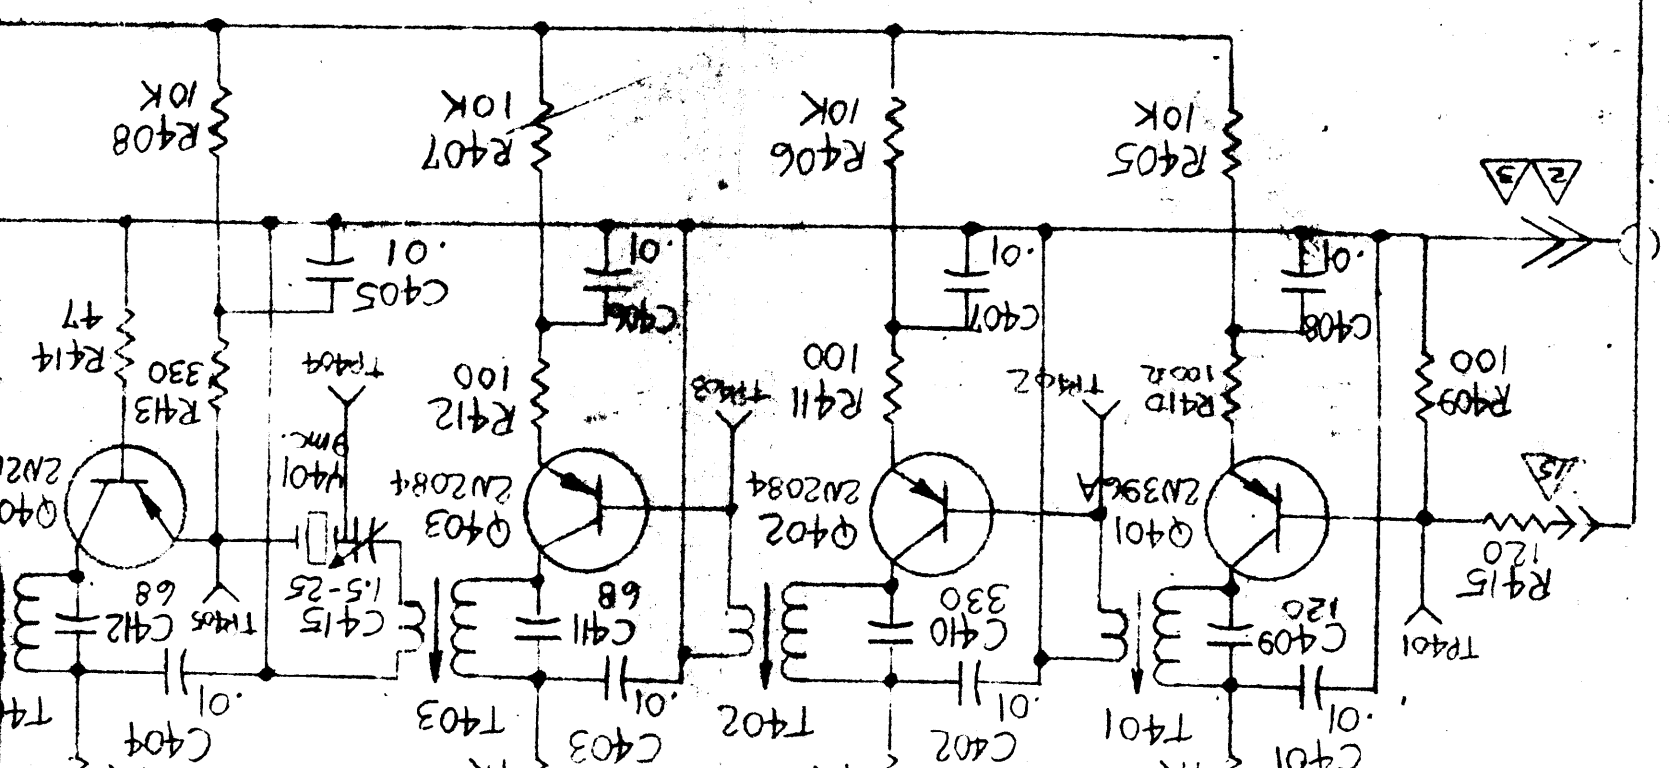 C401
.01
T401
C402
.01
T402
C403
.01
T403
C404
.01
TP401
R415
120
C409
120
C410
330
C411
68
C415
1.5-25
TP405
C412
68
15
Q401
2N396A
Q402
2N2084
Q403
2N2084
Y401
9MC.
R409
100
R410
100Ω
TP402
R411
100
TP403
R412
100
TP404
R413
330
R414
47
C408
.01
C407
.01
C406
.01
C405
.01
2
3
R405
10K
R406
10K
R407
10K
R408
10K